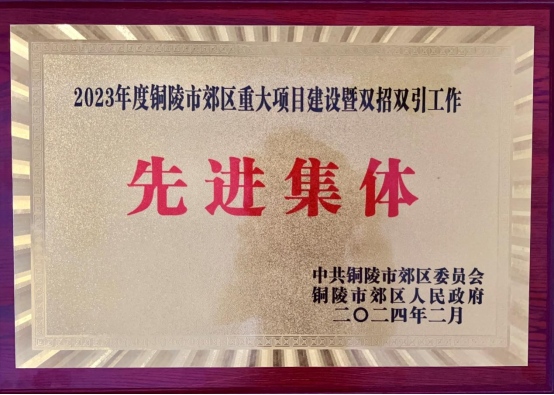 2023年度铜陵市郊区重大项目建设暨双招双引工作
先进集体
中共铜陵市郊区委员会
铜陵市郊区人民政府
二〇二四年二月